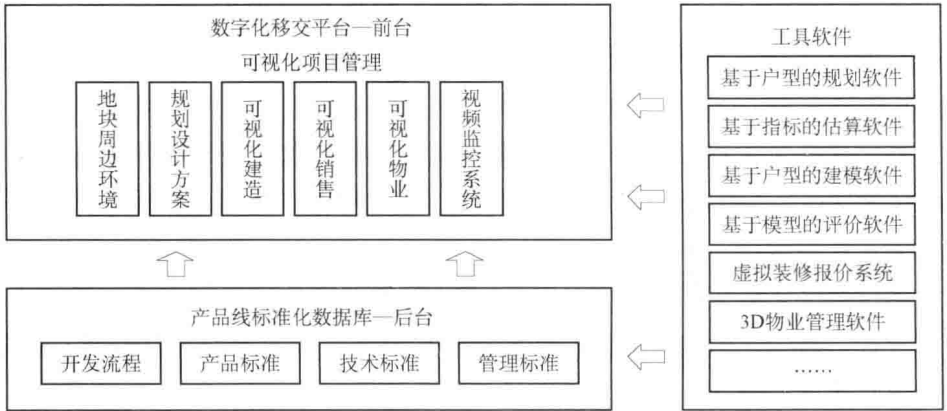 数字化移交平台—前台
可视化项目管理
地块周边环境
规划设计方案
可视化建造
可视化销售
可视化物业
视频监控系统
产品线标准化数据库—后台
开发流程
产品标准
技术标准
管理标准
工具软件
基于户型的规划软件
基于指标的估算软件
基于户型的建模软件
基于模型的评价软件
虚拟装修报价系统
3D物业管理软件
……